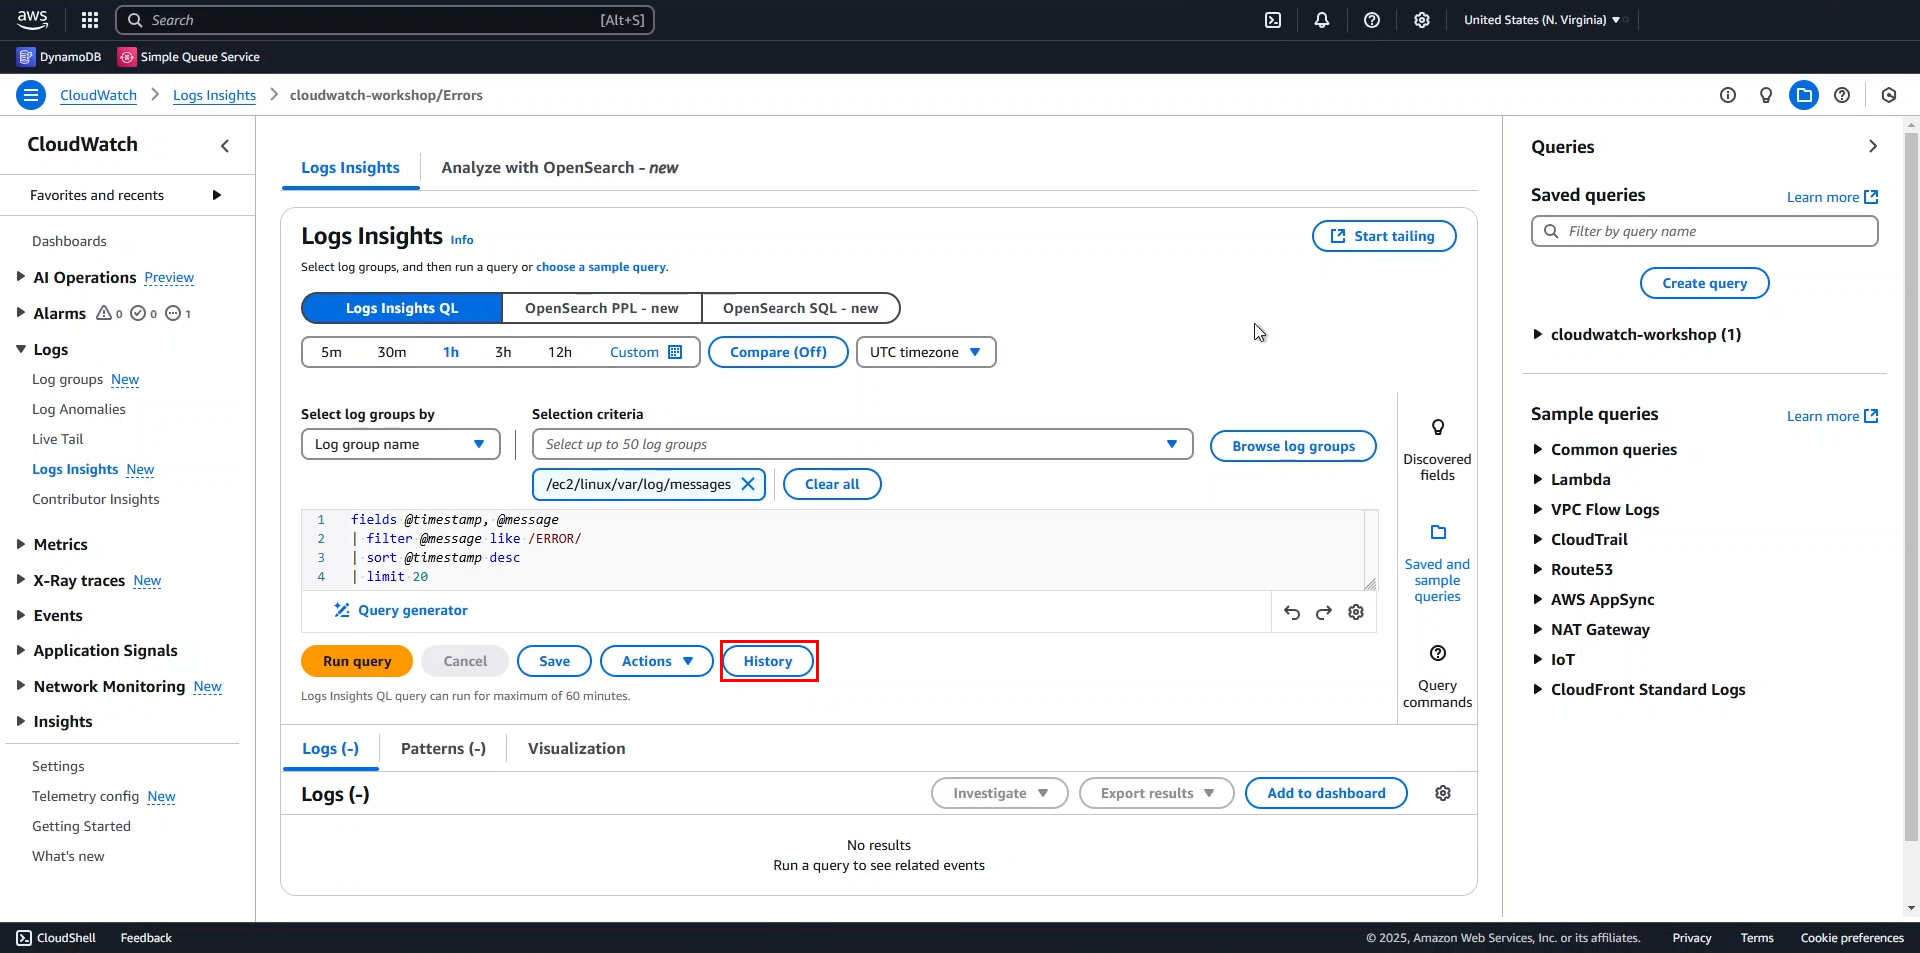 aws
Search [Alt+S]
United States (N. Virginia)
DynamoDB
Simple Queue Service
CloudWatch
Logs Insights
cloudwatch-workshop/Errors
CloudWatch
Favorites and recents
Dashboards
AI Operations Preview
Alarms 0 0 1
Logs
Log groups New
Log Anomalies
Live Tail
Logs Insights New
Contributor Insights
Metrics
X-Ray traces New
Events
Application Signals
Network Monitoring New
Insights
Settings
Telemetry config New
Getting Started
What's new
Logs Insights
Analyze with OpenSearch - new
Logs Insights Info
Start tailing
Select log groups, and then run a query or choose a sample query.
Logs Insights QL
OpenSearch PPL - new
OpenSearch SQL - new
5m 30m 1h 3h 12h Custom
Compare (Off)
UTC timezone
Select log groups by
Log group name
Selection criteria
Select up to 50 log groups
Browse log groups
/ec2/linux/var/log/messages
Clear all
1 fields @timestamp, @message
2 | filter @message like /ERROR/
3 | sort @timestamp desc
4 | limit 20
Query generator
Run query
Cancel
Save
Actions
History
Logs Insights QL query can run for maximum of 60 minutes.
Discovered
fields
Saved and
sample
queries
Query
commands
Logs (-)
Patterns (-)
Visualization
Logs (-)
Investigate
Export results
Add to dashboard
No results
Run a query to see related events
Queries
Saved queries
Learn more
Filter by query name
Create query
cloudwatch-workshop (1)
Sample queries
Learn more
Common queries
Lambda
VPC Flow Logs
CloudTrail
Route53
AWS AppSync
NAT Gateway
IoT
CloudFront Standard Logs
CloudShell
Feedback
© 2025, Amazon Web Services, Inc. or its affiliates.
Privacy
Terms
Cookie preferences